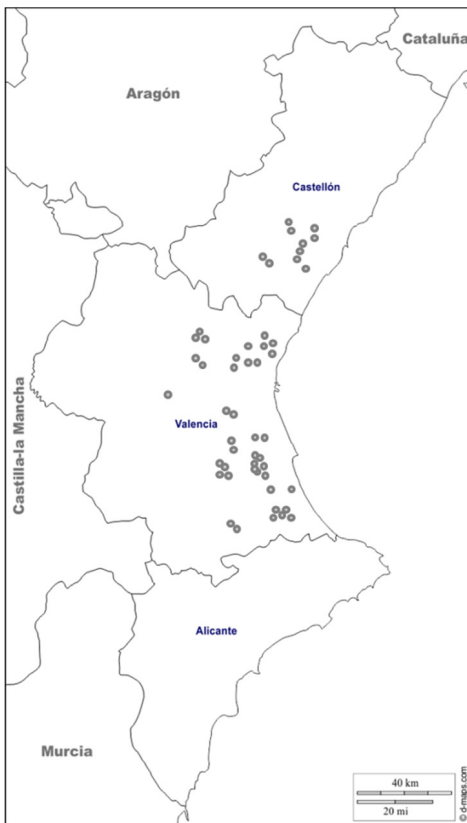 Cataluña
Aragón
Castellón
Castilla-la Mancha
Valencia
Alicante
Murcia
40 km
20 mi
© d-maps.com